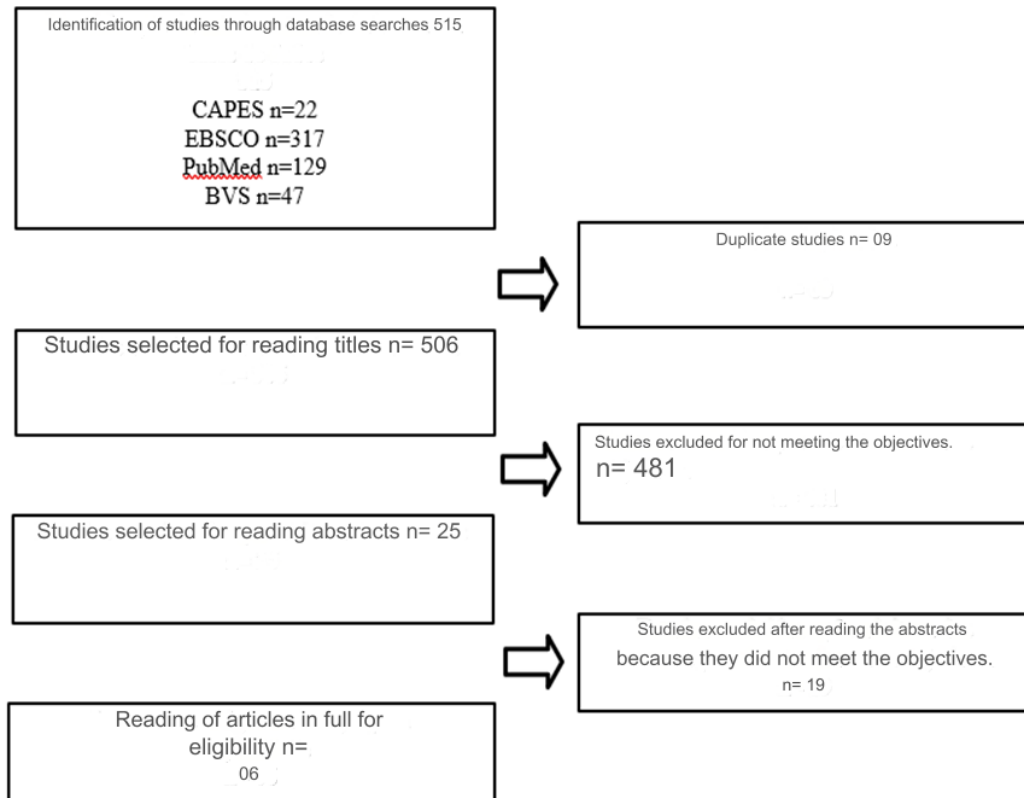 Identification of studies through database searches 515
CAPES n=22
EBSCO n=317
PubMed n=129
BVS n=47
Duplicate studies n= 09
Studies selected for reading titles n= 506
Studies excluded for not meeting the objectives.
n= 481
Studies selected for reading abstracts n= 25
Studies excluded after reading the abstracts
because they did not meet the objectives.
n= 19
Reading of articles in full for
eligibility n=
06